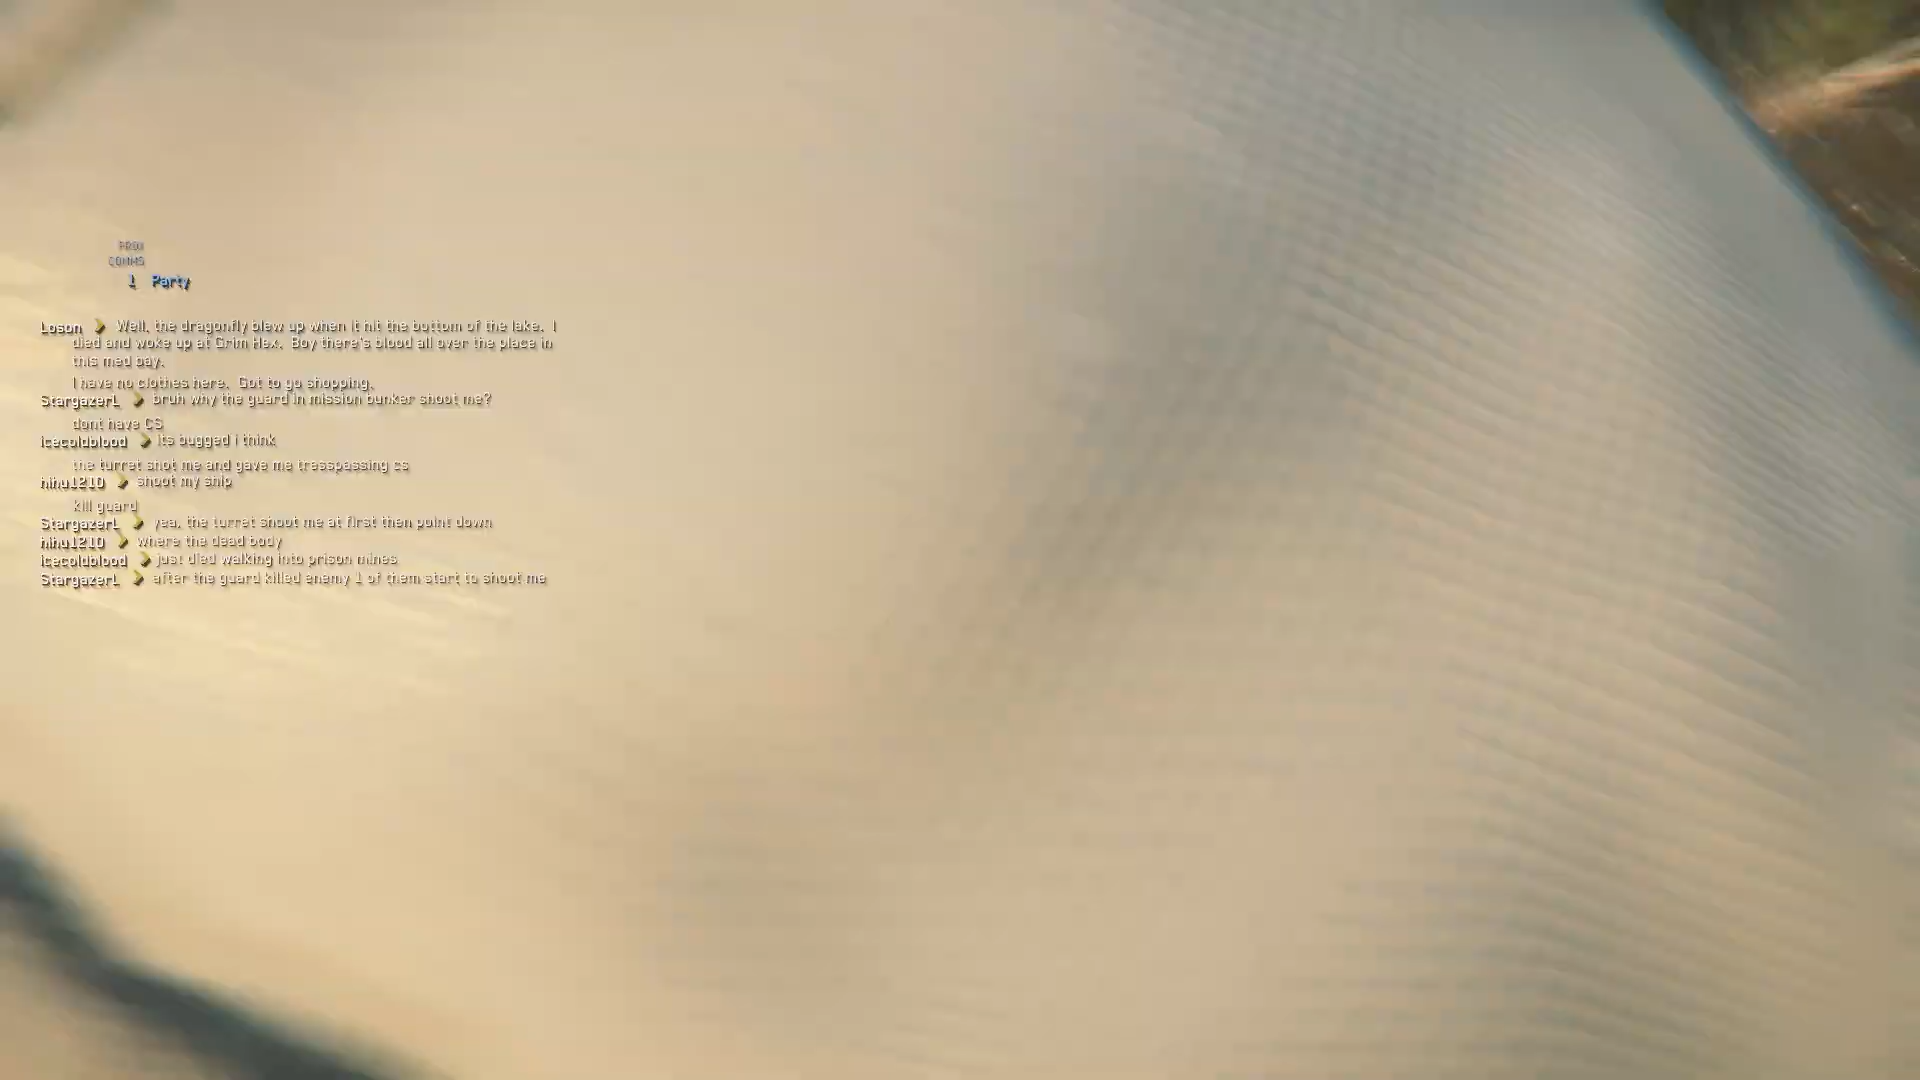 PROX
COMMS
1 Party
Loson > Well, the dragonfly blew up when it hit the buttom of the lake. I
died and woke up at Grim Hex. Boy there's blood all over the place in
this med bay.
I have no clothes here. Got to go shopping.
StargazerL > bruh why the guard in mission bunker shoot me?
dont have CS
Icecoldblood > its bugged i think
the turret shot me and gave me tresspassing cs
hihu1210 > shoot my ship
kill guard
StargazerL > yea, the turret shoot me at first then point down
hihu1210 > where the dead body
Icecoldblood > just died walking into prison mines
StargazerL > after the guard killed enemy 1 of them start to shoot me